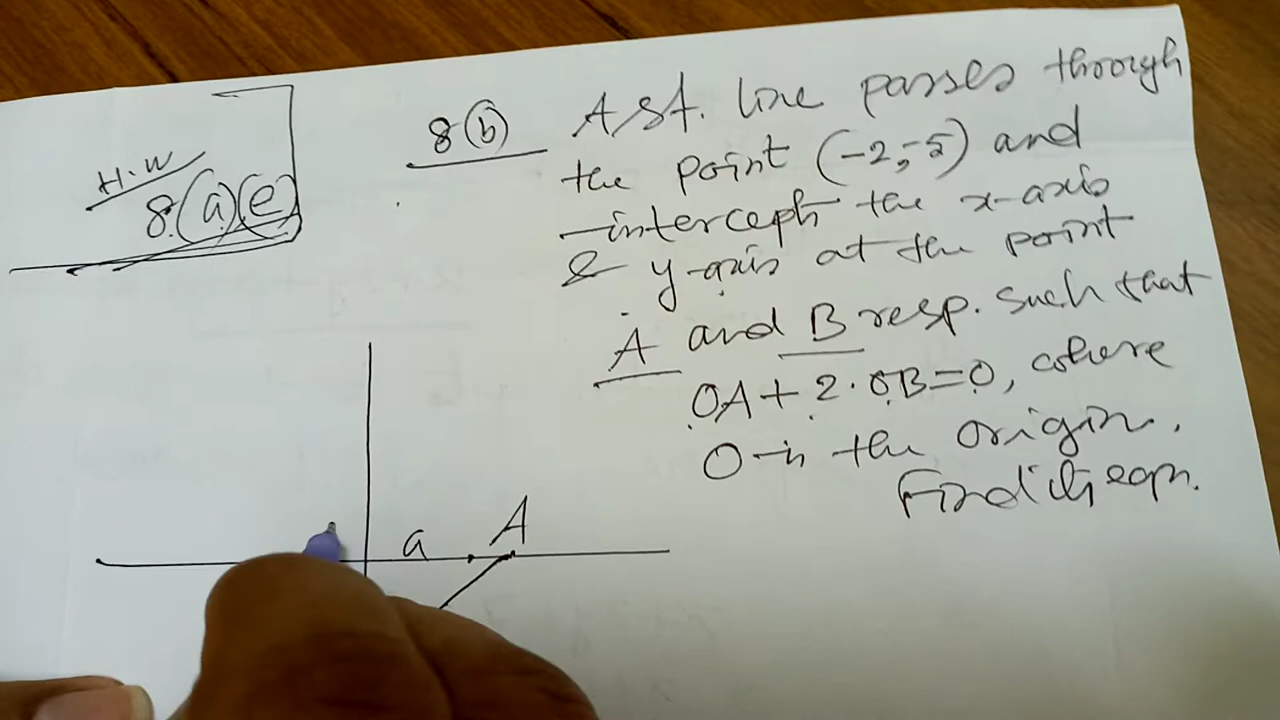 H.W
8.(a)(e)
8(b)
A st. line passes through
the point (-2,-5) and
intercepts the x-axis
& y-axis at the point
A and B resp. such that
OA + 2·OB=0, where
O is the origin.
Find its eqn.
a A